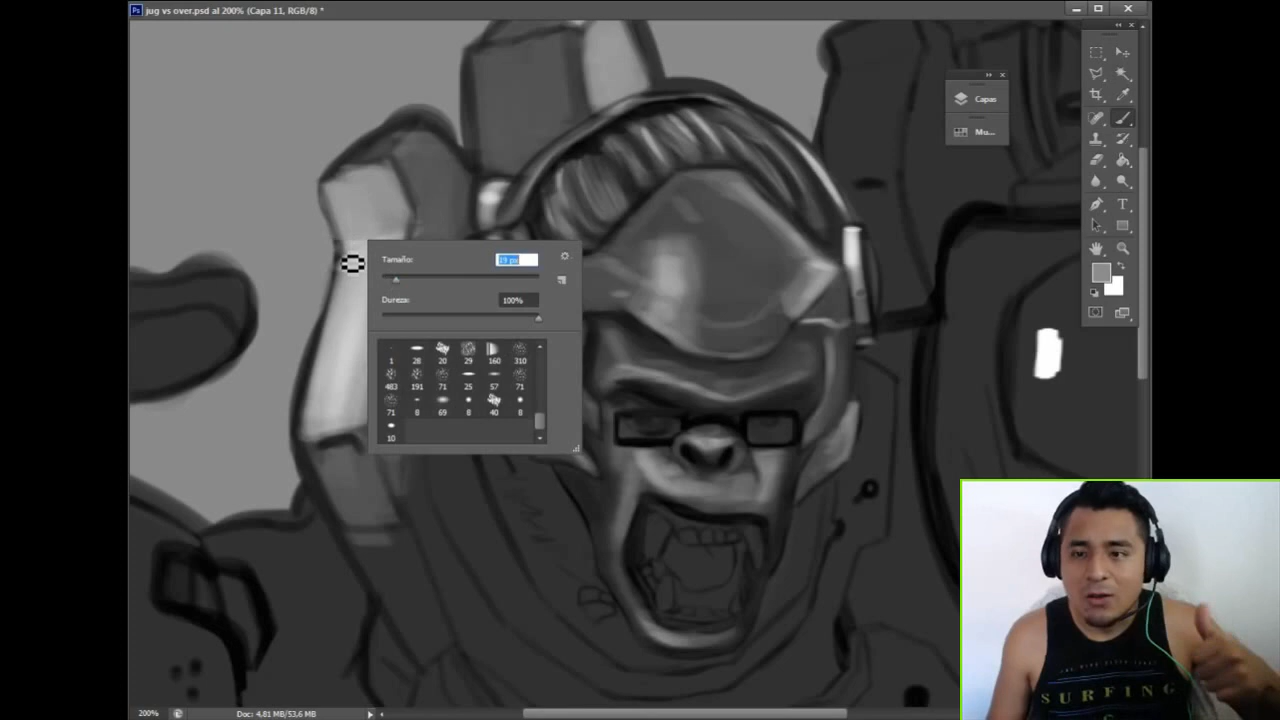 jug vs over.psd al 200% (Capa 11, RGB/8) *
Capas
Mo...
Tamaño:
19 px
Dureza:
100%
1 28 20 29 160 310
483 191 71 25 57 71
71 8 69 8 40 8
10
SURFING
200%
Doc: 4,81 MB/53,6 MB